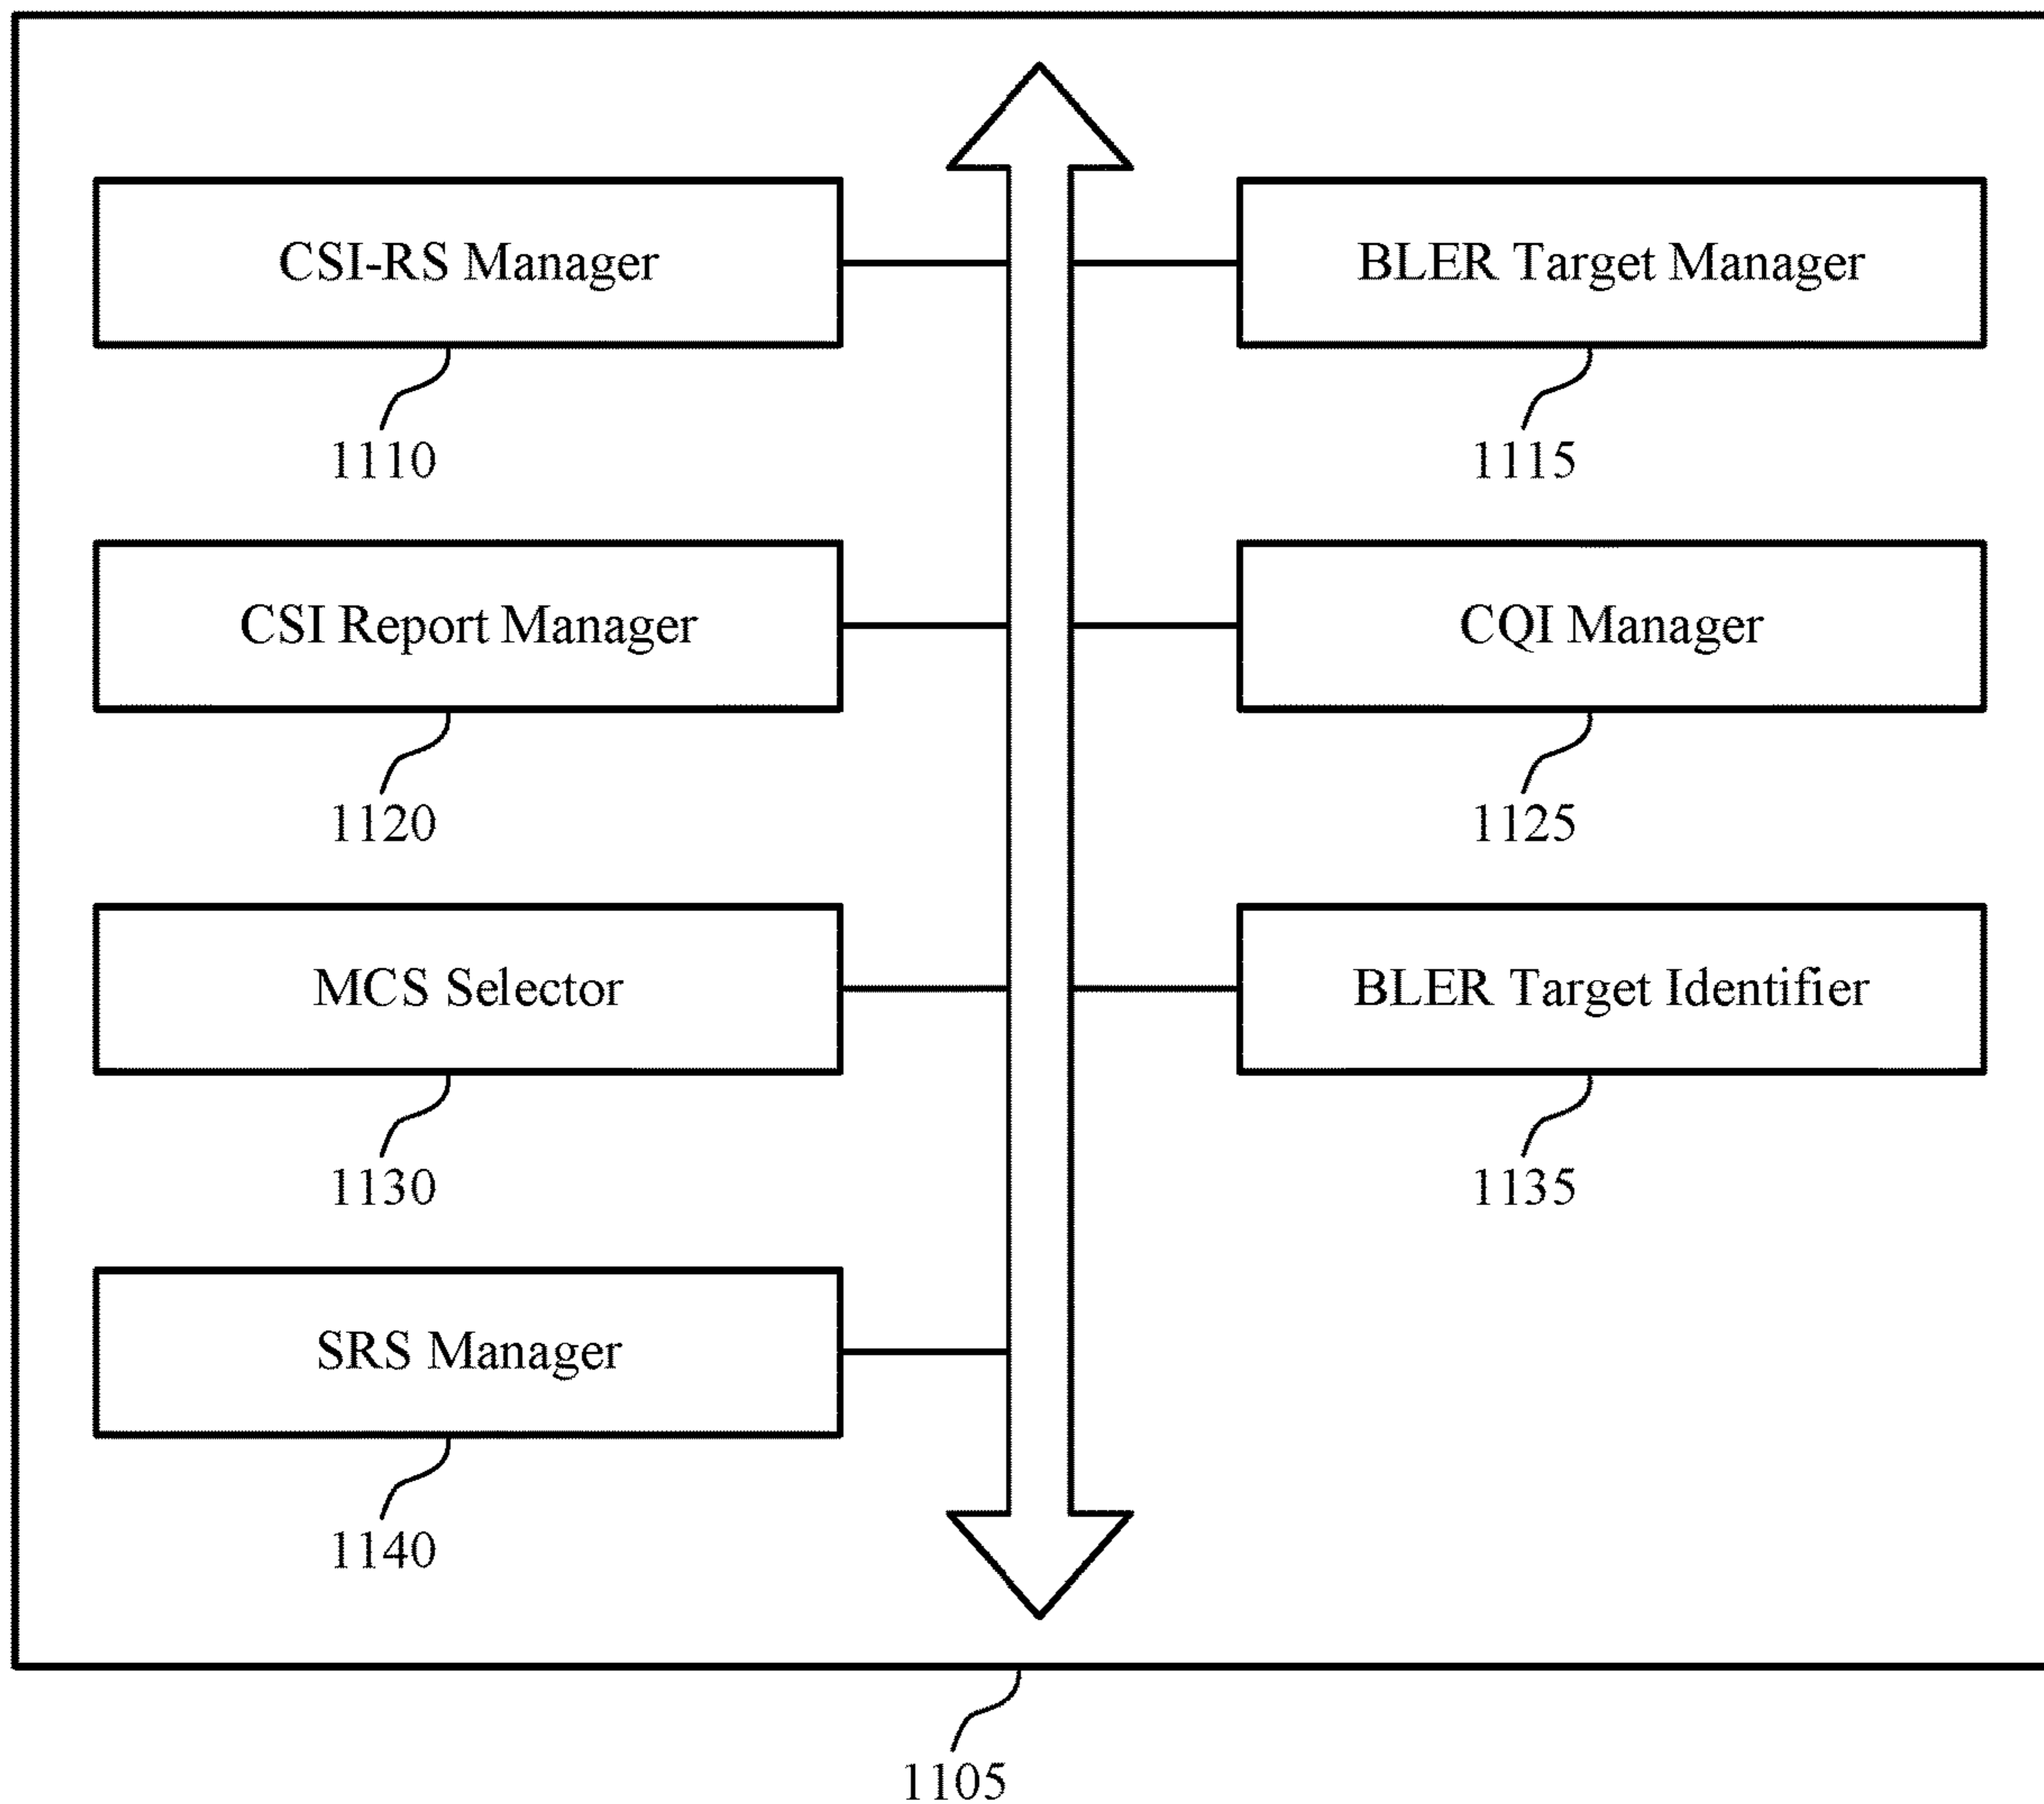 CSI-RS Manager
BLER Target Manager
1110
1115
CSI Report Manager
CQI Manager
1120
1125
MCS Selector
BLER Target Identifier
1130
1135
SRS Manager
1140
1105